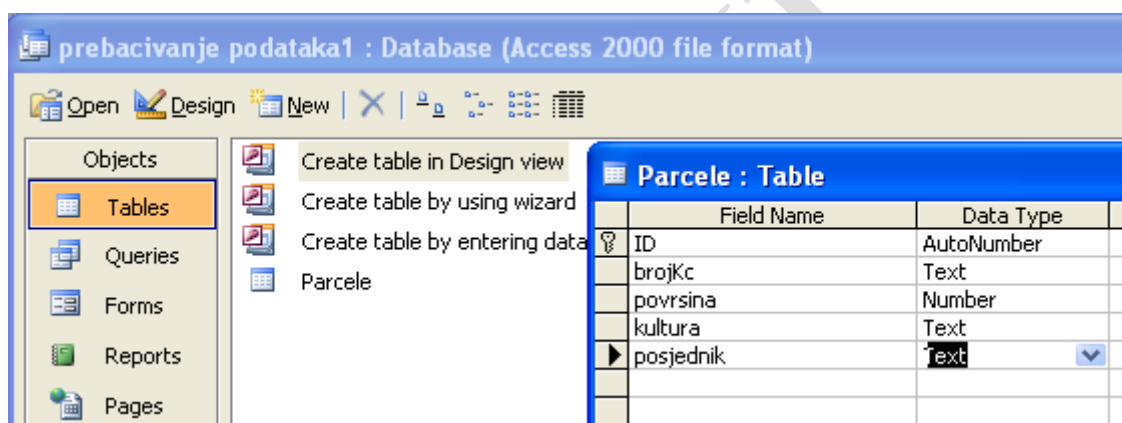 prebacivanje podataka1 : Database (Access 2000 file format)
Open Design New
Objects
Tables
Queries
Forms
Reports
Pages
Create table in Design view
Create table by using wizard
Create table by entering data
Parcele
Parcele : Table
Field Name Data Type
ID AutoNumber
brojKc Text
povrsina Number
kultura Text
posjednik Text